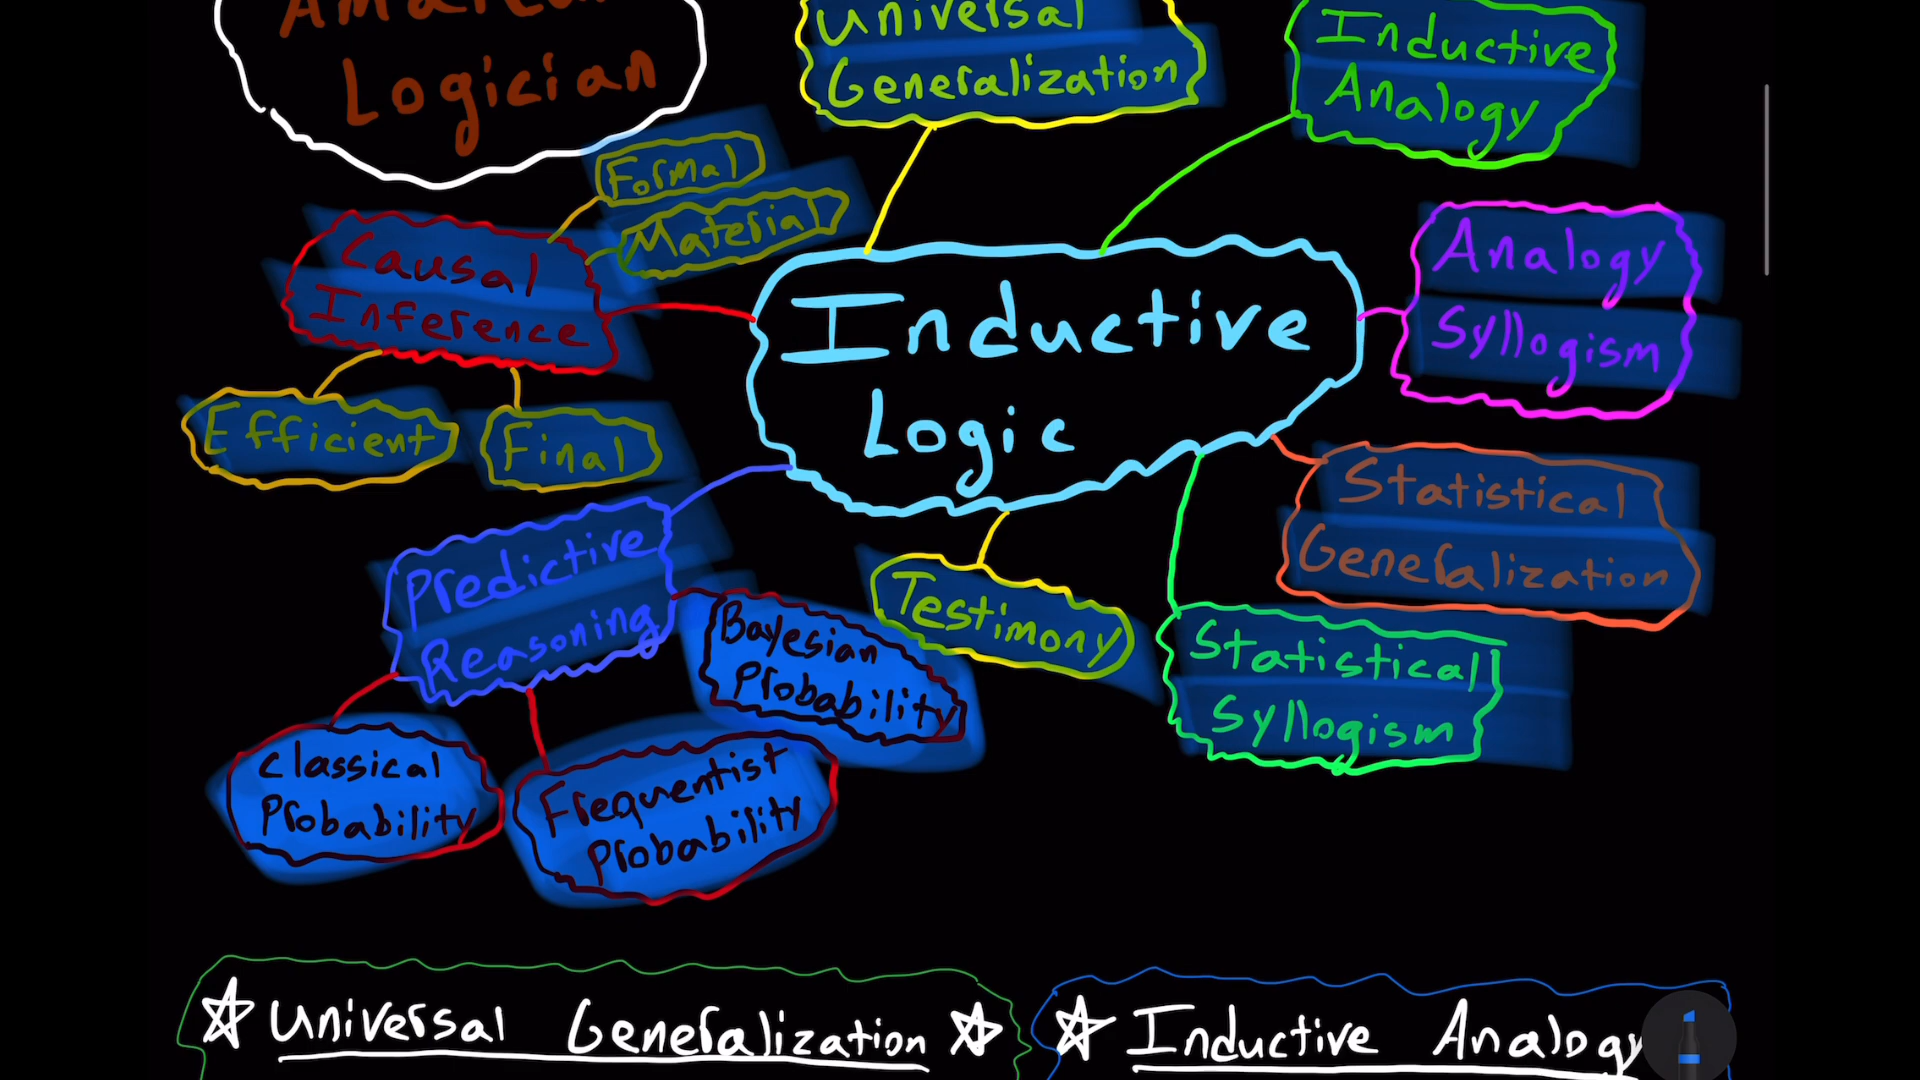 Logician
Universal
Generalization
Inductive
Analogy
Formal
Material
Causal
Inference
Efficient
Final
Inductive
Logic
Analogy
Syllogism
Statistical
Generalization
Statistical
Syllogism
Testimony
Predictive
Reasoning
Bayesian
Probability
Classical
Probability
Frequentist
Probability
Universal Generalization
Inductive Analogy